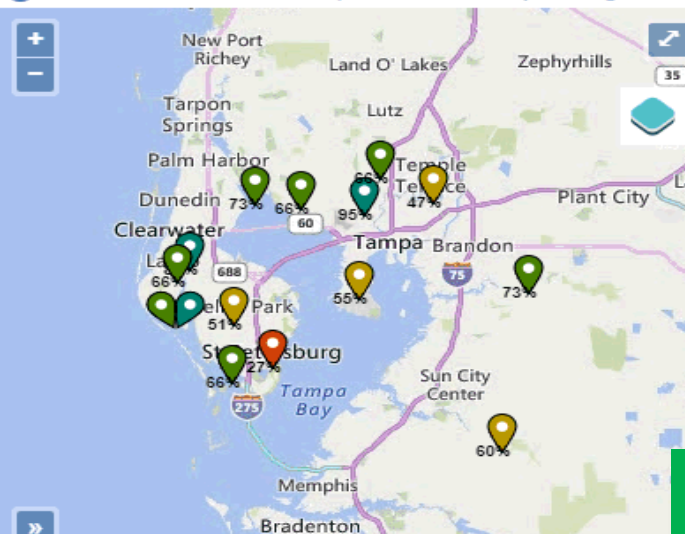 +
New Port
Richey
Land O' Lakes
Zephyrhills
−
35
Tarpon
Springs
Lutz
Palm Harbor
66%
Temple
73%
66%
95%
47%
Dunedin
Plant City
60
Clearwater
Tampa
Brandon
66%
688
75
73%
55%
Park
51%
27%
66%
Sun City
Center
Tampa
Bay
275
60%
Memphis
»
Bradenton